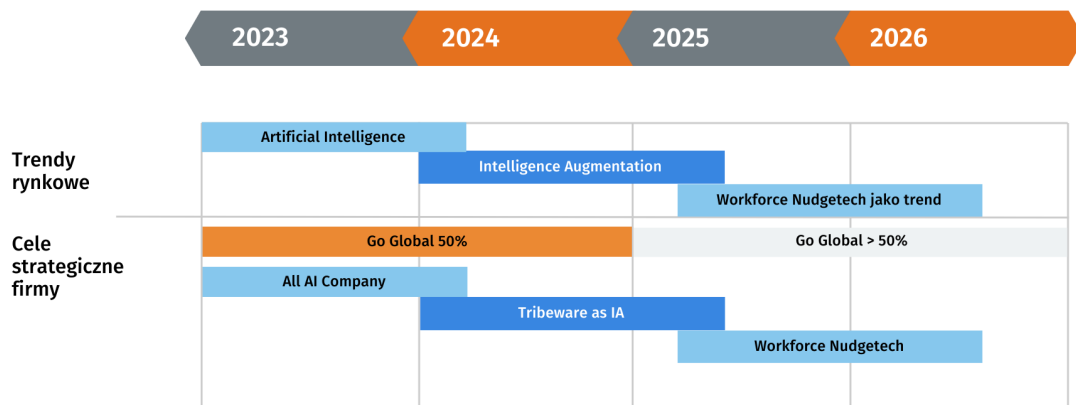 2023
2024
2025
2026
Trendy
rynkowe
Artificial Intelligence
Intelligence Augmentation
Workforce Nudgetech jako trend
Cele
strategiczne
firmy
Go Global 50%
Go Global > 50%
All AI Company
Tribeware as IA
Workforce Nudgetech